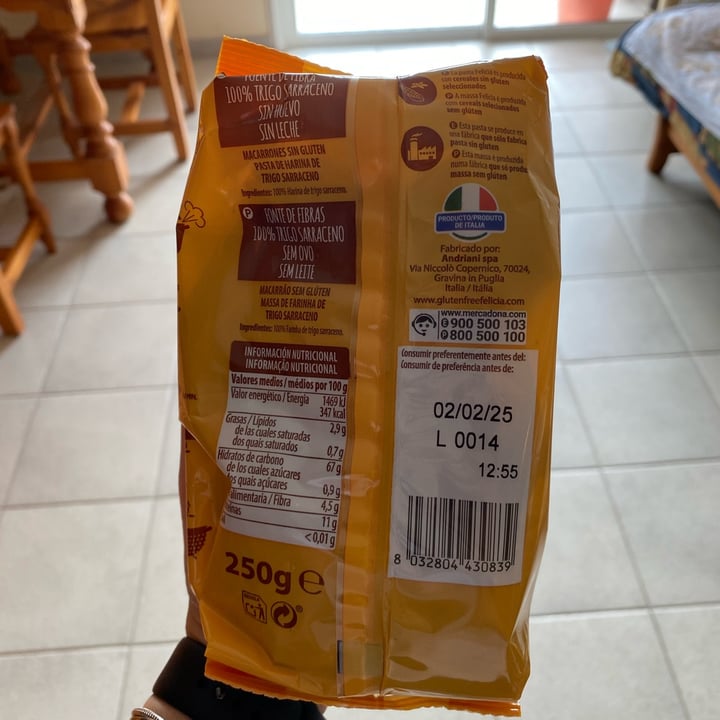 FUENTE DE FIBRA
100% TRIGO SARRACENO
SIN HUEVO
SIN LECHE
MACARRONES SIN GLUTEN
PASTA DE HARINA DE
TRIGO SARRACENO
Ingredientes: 100% Harina de trigo sarraceno.
P FONTE DE FIBRAS
100% TRIGO SARRACENO
SEM OVO
SEM LEITE
MACARRÃO SEM GLÚTEN
MASSA DE FARINHA DE
TRIGO SARRACENO
Ingredientes: 100% Farinha de trigo sarraceno.
INFORMACIÓN NUTRICIONAL
INFORMAÇÃO NUTRICIONAL
Valores medios / médios por 100 g
Valor energético / Energia 1469 kJ
347 kcal
Grasas / Lípidos 2,9 g
de las cuales saturadas
dos quais saturados 0,7 g
Hidratos de carbono 67 g
de los cuales azúcares
dos quais açúcares 0,9 g
alimentaria / Fibra 4,5 g
11 g
<0,01 g
250g e
La pasta Felicia es producida
con cereales sin gluten
seleccionados
P A massa Felicia é produzida
com cereais selecionados
sem glúten
E Esta pasta se produce en
una fábrica que sólo fabrica
pasta sin gluten
P Esta massa é produzida
numa fábrica que só produz
massa sem glúten
PRODUCTO/PRODUTO
DE ITALIA
Fabricado por:
Andriani spa
Via Niccolò Copernico, 70024,
Gravina in Puglia
Italia / Itália
www.glutenfreefelicia.com
www.mercadona.com
E 900 500 103
P 800 500 100
Consumir preferentemente antes del:
Consumir de preferência antes de:
02/02/25
L 0014
12:55
8 032804 430839